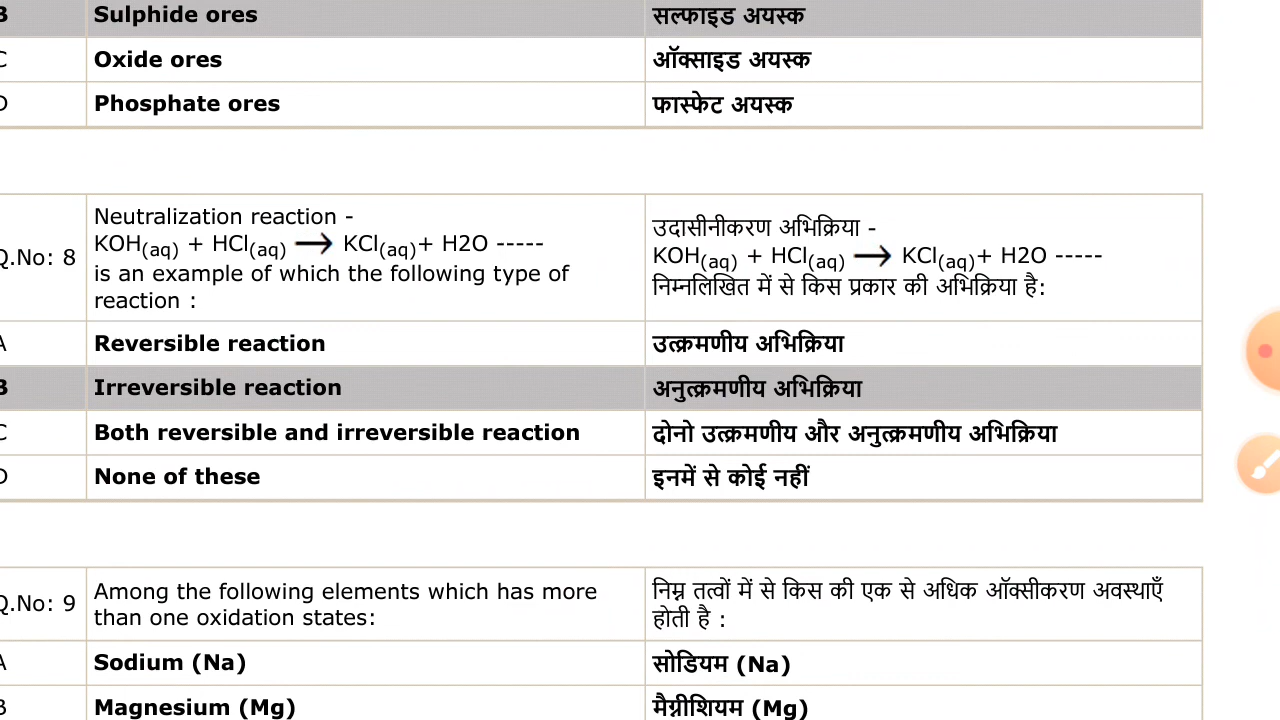 B Sulphide ores सल्फाइड अयस्क
C Oxide ores ऑक्साइड अयस्क
D Phosphate ores फास्फेट अयस्क
Q.No: 8
Neutralization reaction -
KOH(aq) + HCl(aq) → KCl(aq)+ H2O -----
is an example of which the following type of
reaction :
उदासीनीकरण अभिक्रिया -
KOH(aq) + HCl(aq) → KCl(aq)+ H2O -----
निम्नलिखित में से किस प्रकार की अभिक्रिया है:
A Reversible reaction उत्क्रमणीय अभिक्रिया
B Irreversible reaction अनुत्क्रमणीय अभिक्रिया
C Both reversible and irreversible reaction दोनो उत्क्रमणीय और अनुत्क्रमणीय अभिक्रिया
D None of these इनमें से कोई नहीं
Q.No: 9
Among the following elements which has more
than one oxidation states:
निम्न तत्वों में से किस की एक से अधिक ऑक्सीकरण अवस्थाएँ
होती है :
A Sodium (Na) सोडियम (Na)
B Magnesium (Mg) मैग्नीशियम (Mg)